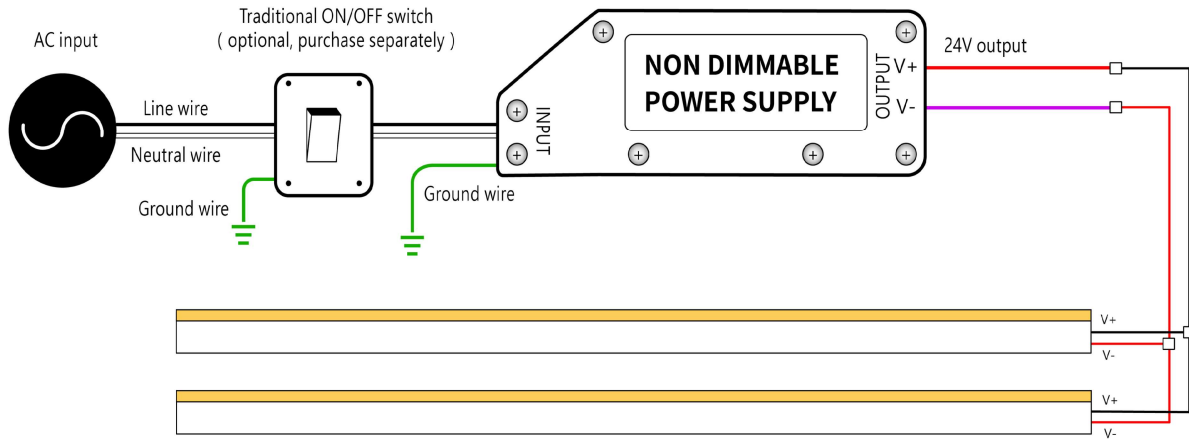 AC input
Traditional ON/OFF switch
( optional, purchase separately )
Line wire
Neutral wire
Ground wire
Ground wire
INPUT
NON DIMMABLE
POWER SUPPLY
OUTPUT
V+
V-
24V output
V+
V-
V+
V-